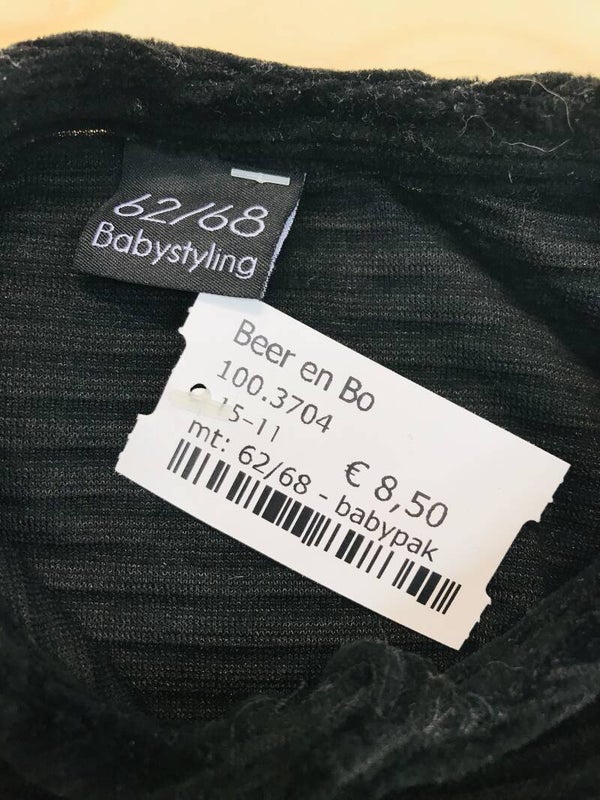 62/68
Babystyling
Beer en Bo
100.3704
15-11
€ 8,50
mt: 62/68 - babypak